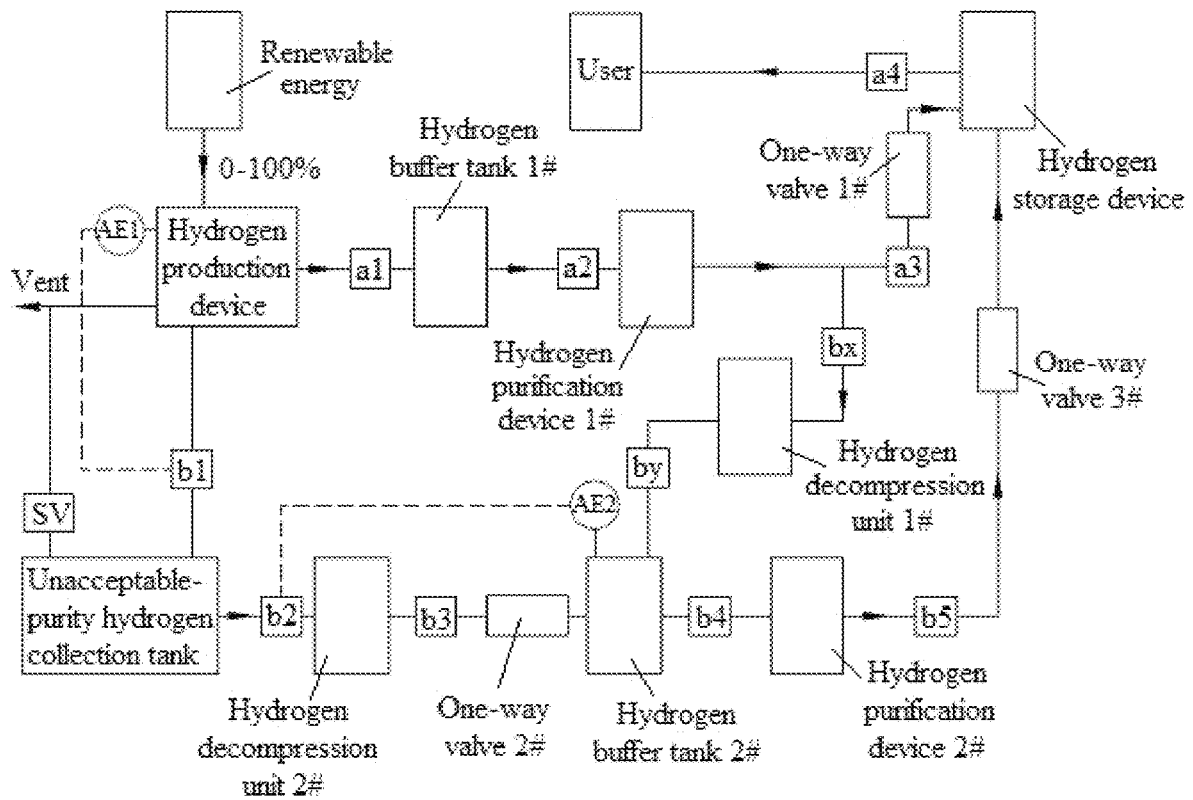 Renewable
energy
User
a4
Hydrogen
buffer tank 1#
One-way
valve 1#
Hydrogen
storage device
0-100%
AE1
Hydrogen
production
device
Vent
a1
a2
a3
Hydrogen
purification
device 1#
bx
One-way
valve 3#
b1
by
Hydrogen
decompression
unit 1#
SV
AE2
Unacceptable-
purity hydrogen
collection tank
b2
b3
b4
b5
Hydrogen
decompression
unit 2#
One-way
valve 2#
Hydrogen
buffer tank 2#
Hydrogen
purification
device 2#